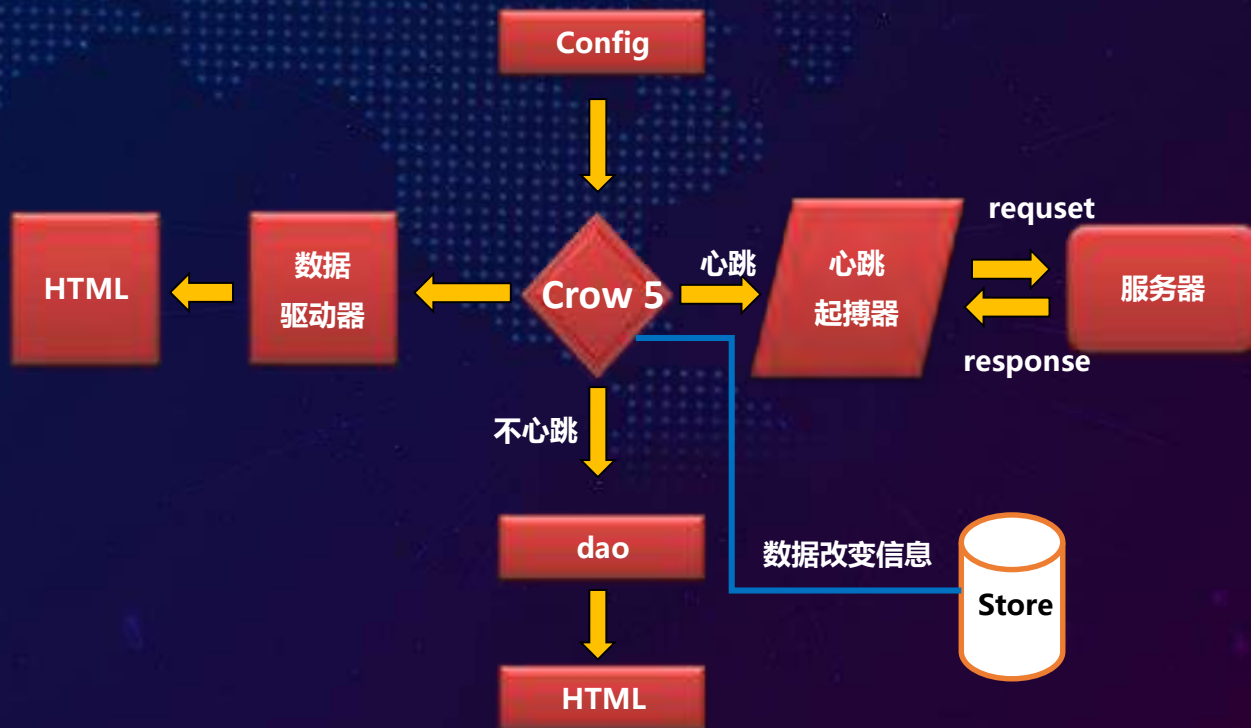 Config
requset
HTML
数据
驱动器
Crow 5
心跳
心跳
起搏器
服务器
response
不心跳
dao
数据改变信息
Store
HTML